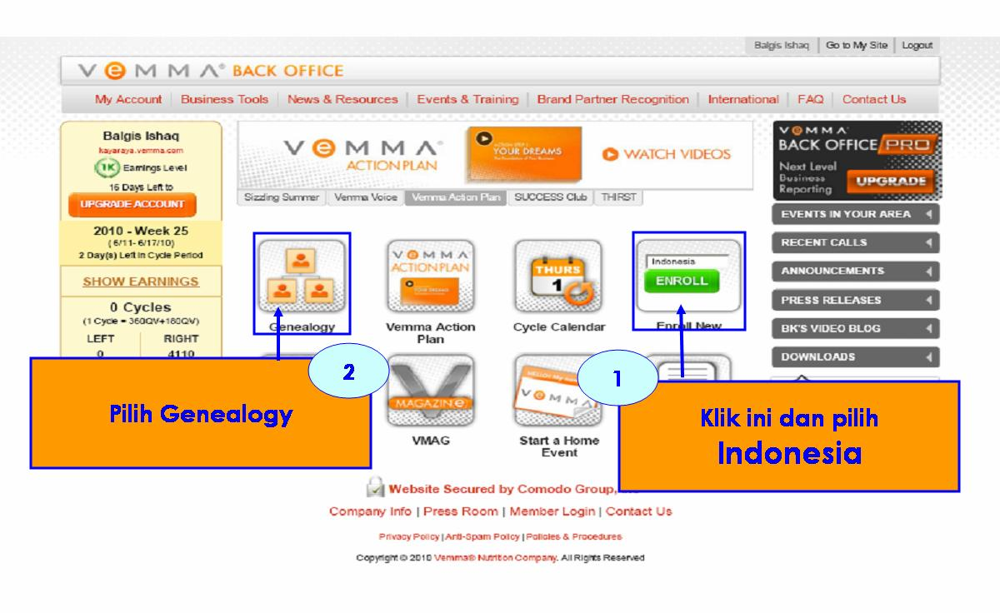 Balgis Ishaq | Go to My Site | Logout
VEMMA® BACK OFFICE
My Account | Business Tools | News & Resources | Events & Training | Brand Partner Recognition | International | FAQ | Contact Us
Balgis Ishaq
kayaraya.vemma.com
1K Earnings Level
16 Days Left to
UPGRADE ACCOUNT
2010 - Week 25
(6/11- 6/17/10)
2 Day(s) Left in Cycle Period
SHOW EARNINGS
0 Cycles
(1 Cycle = 360QV+180QV)
LEFT RIGHT
0 4110
VEMMA®
ACTION PLAN
YOUR DREAMS
WATCH VIDEOS
Sizzling Summer | Vemma Voice | Vemma Action Plan | SUCCESS Club | THIRST
VEMMA
BACK OFFICE PRO
Next Level
Business
Reporting
UPGRADE
EVENTS IN YOUR AREA
RECENT CALLS
ANNOUNCEMENTS
PRESS RELEASES
BK'S VIDEO BLOG
DOWNLOADS
Genealogy
VEMMA
ACTION PLAN
YOUR DREAMS
Vemma Action
Plan
THURS
1
Cycle Calendar
Indonesia
ENROLL
Enroll New
2
Pilih Genealogy
V
MAGAZINE
VMAG
HELLO! My
VEMMA
Start a Home
Event
1
Klik ini dan pilih
Indonesia
Website Secured by Comodo Group,
Company Info | Press Room | Member Login | Contact Us
Privacy Policy | Anti-Spam Policy | Policies & Procedures
Copyright © 2010 Vemma® Nutrition Company. All Rights Reserved